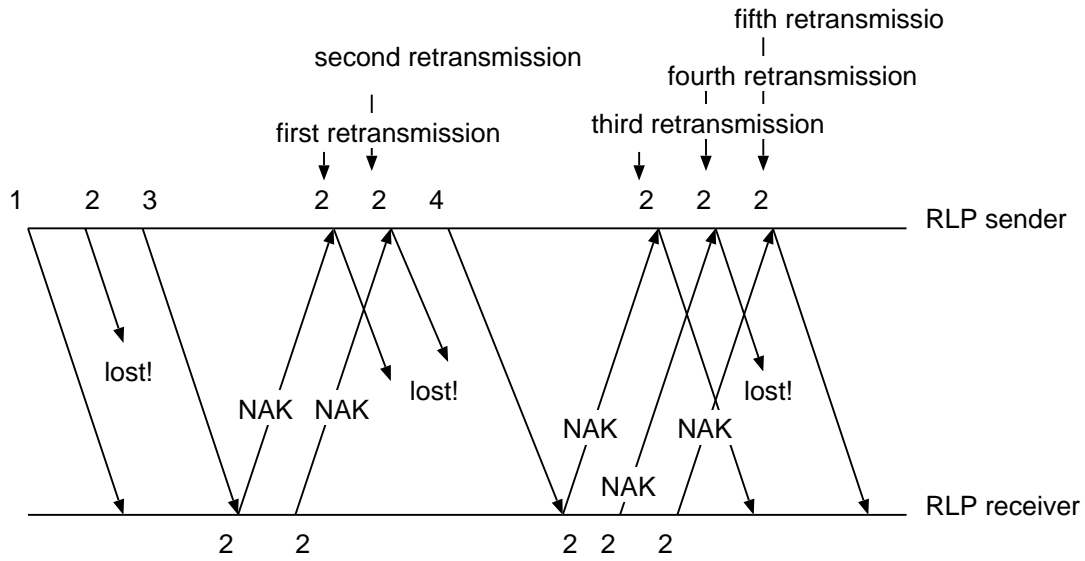 fifth retransmissio
second retransmission
fourth retransmission
first retransmission
third retransmission
1 2 3 2 2 4 2 2 2
RLP sender
lost!
lost!
lost!
NAK NAK
NAK NAK
NAK
RLP receiver
2 2 2 2 2